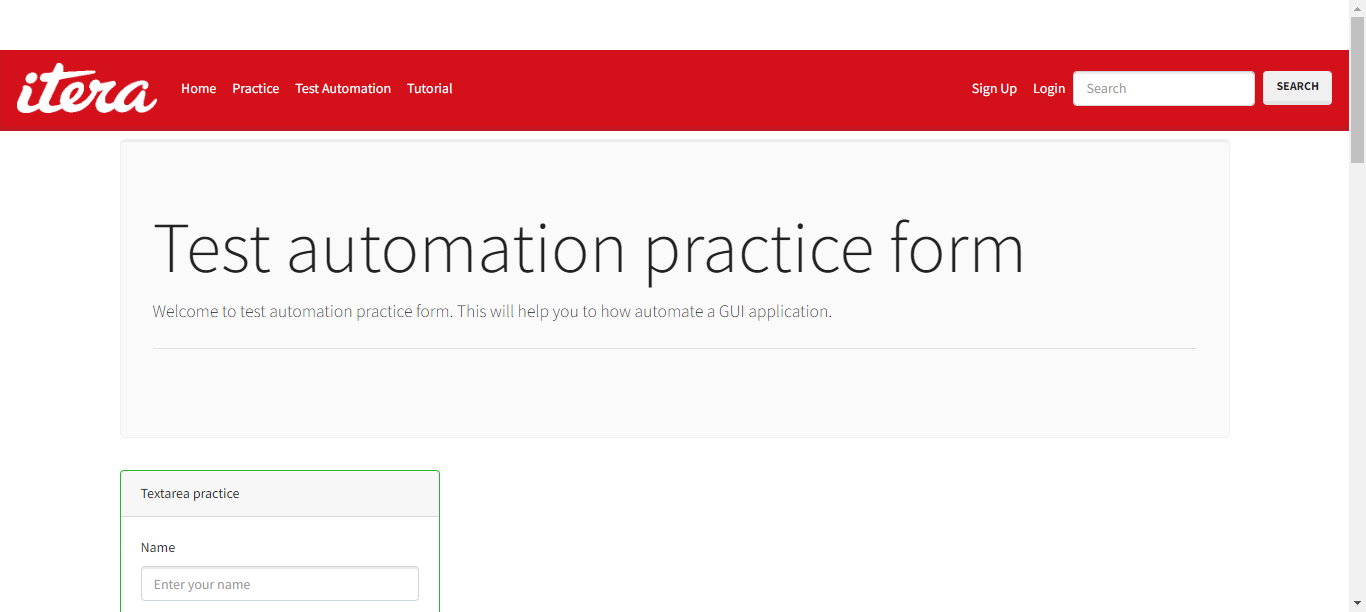 itera
Home Practice Test Automation Tutorial Sign Up Login Search SEARCH
Test automation practice form
Welcome to test automation practice form. This will help you to how automate a GUI application.
Textarea practice
Name
Enter your name